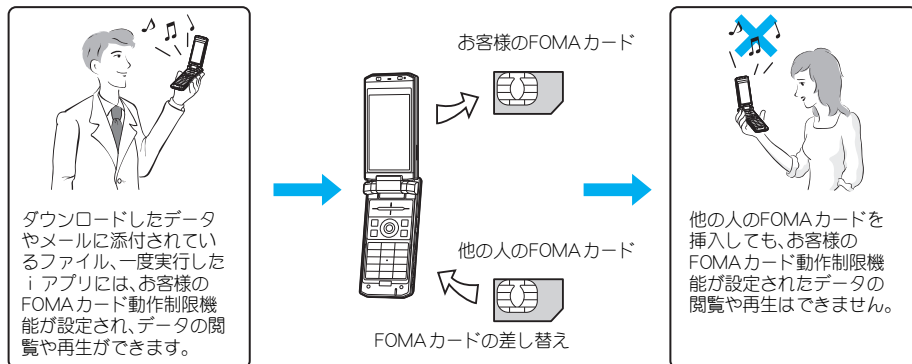 ダウンロードしたデータ
やメールに添付されてい
るファイル、一度実行した
ｉアプリには、お客様の
FOMAカード動作制限機
能が設定され、データの閲
覧や再生ができます。
お客様のFOMAカード
他の人のFOMAカード
FOMAカードの差し替え
他の人のFOMAカードを
挿入しても、お客様の
FOMAカード動作制限機
能が設定されたデータの
閲覧や再生はできません。